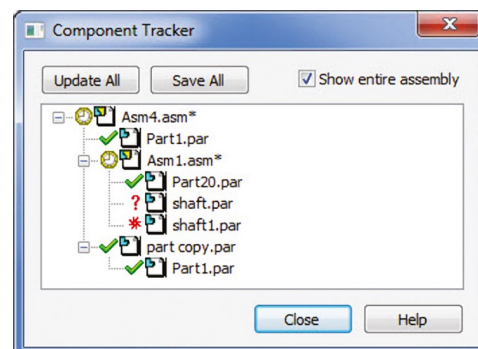 Component Tracker
Update All Save All Show entire assembly
Asm4.asm*
Part1.par
Asm1.asm*
Part20.par
? shaft.par
shaft1.par
part copy.par
Part1.par
Close Help